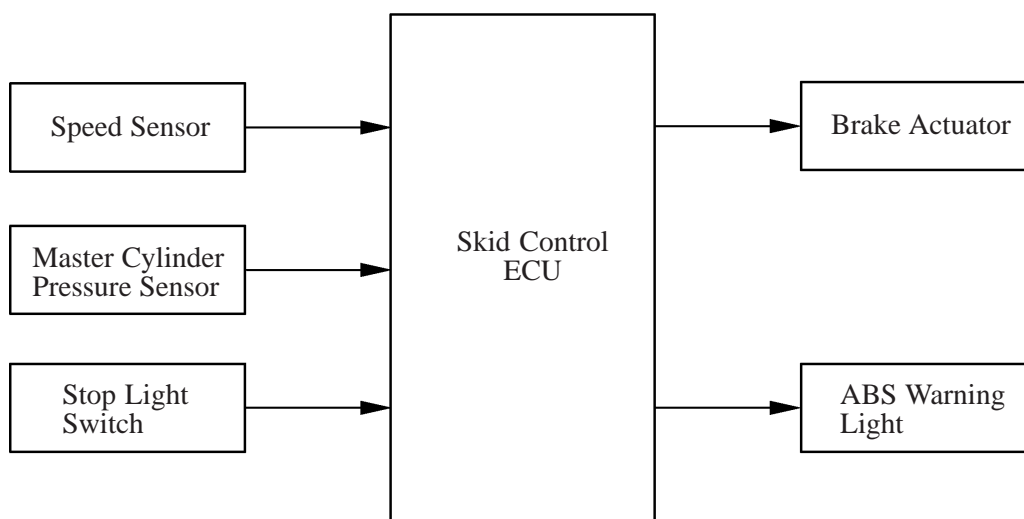 Speed Sensor
Master Cylinder
Pressure Sensor
Stop Light
Switch
Skid Control
ECU
Brake Actuator
ABS Warning
Light